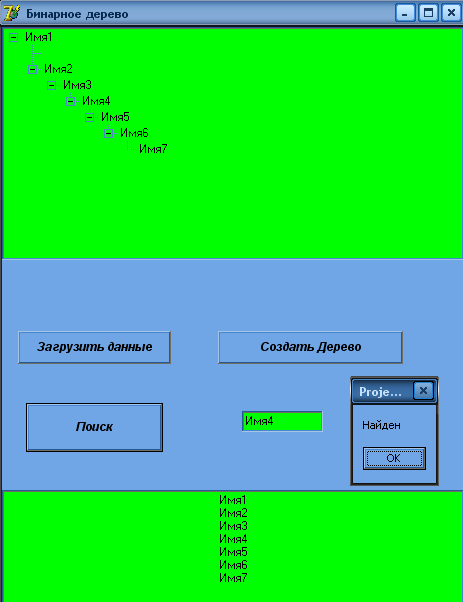 Бинарное дерево
Имя1
Имя2
Имя3
Имя4
Имя5
Имя6
Имя7
Загрузить данные
Создать Дерево
Поиск
Имя4
Proje...
Найден
OK
Имя1
Имя2
Имя3
Имя4
Имя5
Имя6
Имя7